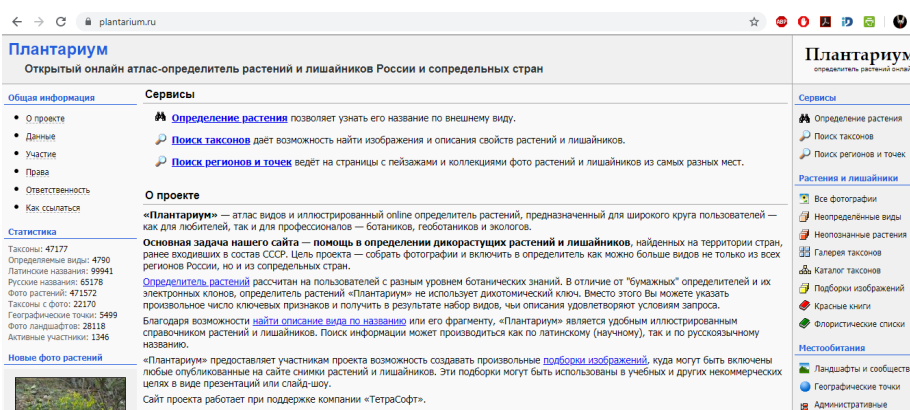 plantarium.ru
Плантариум
Открытый онлайн атлас-определитель растений и лишайников России и сопредельных стран
Общая информация
О проекте
Данные
Участие
Права
Ответственность
Как ссылаться
Статистика
Таксоны: 47177
Определяемые виды: 4790
Латинские названия: 99941
Русские названия: 65178
Фото растений: 471572
Таксоны с фото: 22170
Географические точки: 5499
Фото ландшафтов: 28118
Активные участники: 1346
Новые фото растений
Сервисы
Определение растения позволяет узнать его название по внешнему виду.
Поиск таксонов даёт возможность найти изображения и описания свойств растений и лишайников.
Поиск регионов и точек ведёт на страницы с пейзажами и коллекциями фото растений и лишайников из самых разных мест.
О проекте
«Плантариум» — атлас видов и иллюстрированный online определитель растений, предназначенный для широкого круга пользователей —
как для любителей, так и для профессионалов — ботаников, геоботаников и экологов.
Основная задача нашего сайта — помощь в определении дикорастущих растений и лишайников, найденных на территории стран,
ранее входивших в состав СССР. Цель проекта — собрать фотографии и включить в определитель как можно больше видов не только из всех
регионов России, но и из сопредельных стран.
Определитель растений рассчитан на пользователей с разным уровнем ботанических знаний. В отличие от "бумажных" определителей и их
электронных клонов, определитель растений «Плантариум» не использует дихотомический ключ. Вместо этого Вы можете указать
произвольное число ключевых признаков и получить в результате набор видов, чьи описания удовлетворяют условиям запроса.
Благодаря возможности найти описание вида по названию или его фрагменту, «Плантариум» является удобным иллюстрированным
справочником растений и лишайников. Поиск информации может производиться как по латинскому (научному), так и по русскоязычному
названию.
«Плантариум» предоставляет участникам проекта возможность создавать произвольные подборки изображений, куда могут быть включены
любые опубликованные на сайте снимки растений и лишайников. Эти подборки могут быть использованы в учебных и других некоммерческих
целях в виде презентаций или слайд-шоу.
Сайт проекта работает при поддержке компании «ТетраСофт».
Плантариум
определитель растений онлай
Сервисы
Определение растения
Поиск таксонов
Поиск регионов и точек
Растения и лишайники
Все фотографии
Неопределённые виды
Неопознанные растения
Галерея таксонов
Каталог таксонов
Подборки изображений
Красные книги
Флористические списки
Местообитания
Ландшафты и сообществ
Географические точки
Административные